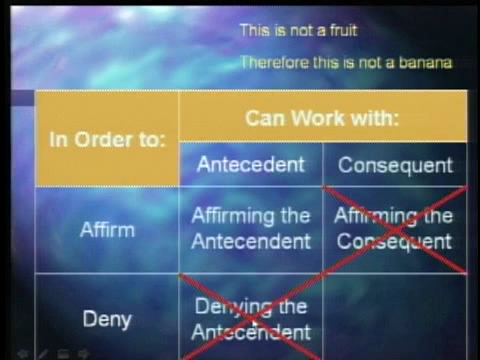 This is not a fruit
Therefore this is not a banana
In Order to:
Can Work with:
Antecedent
Consequent
Affirm
Affirming the
Antecendent
Affirming the
Consequent
Deny
Denying the
Antecendent